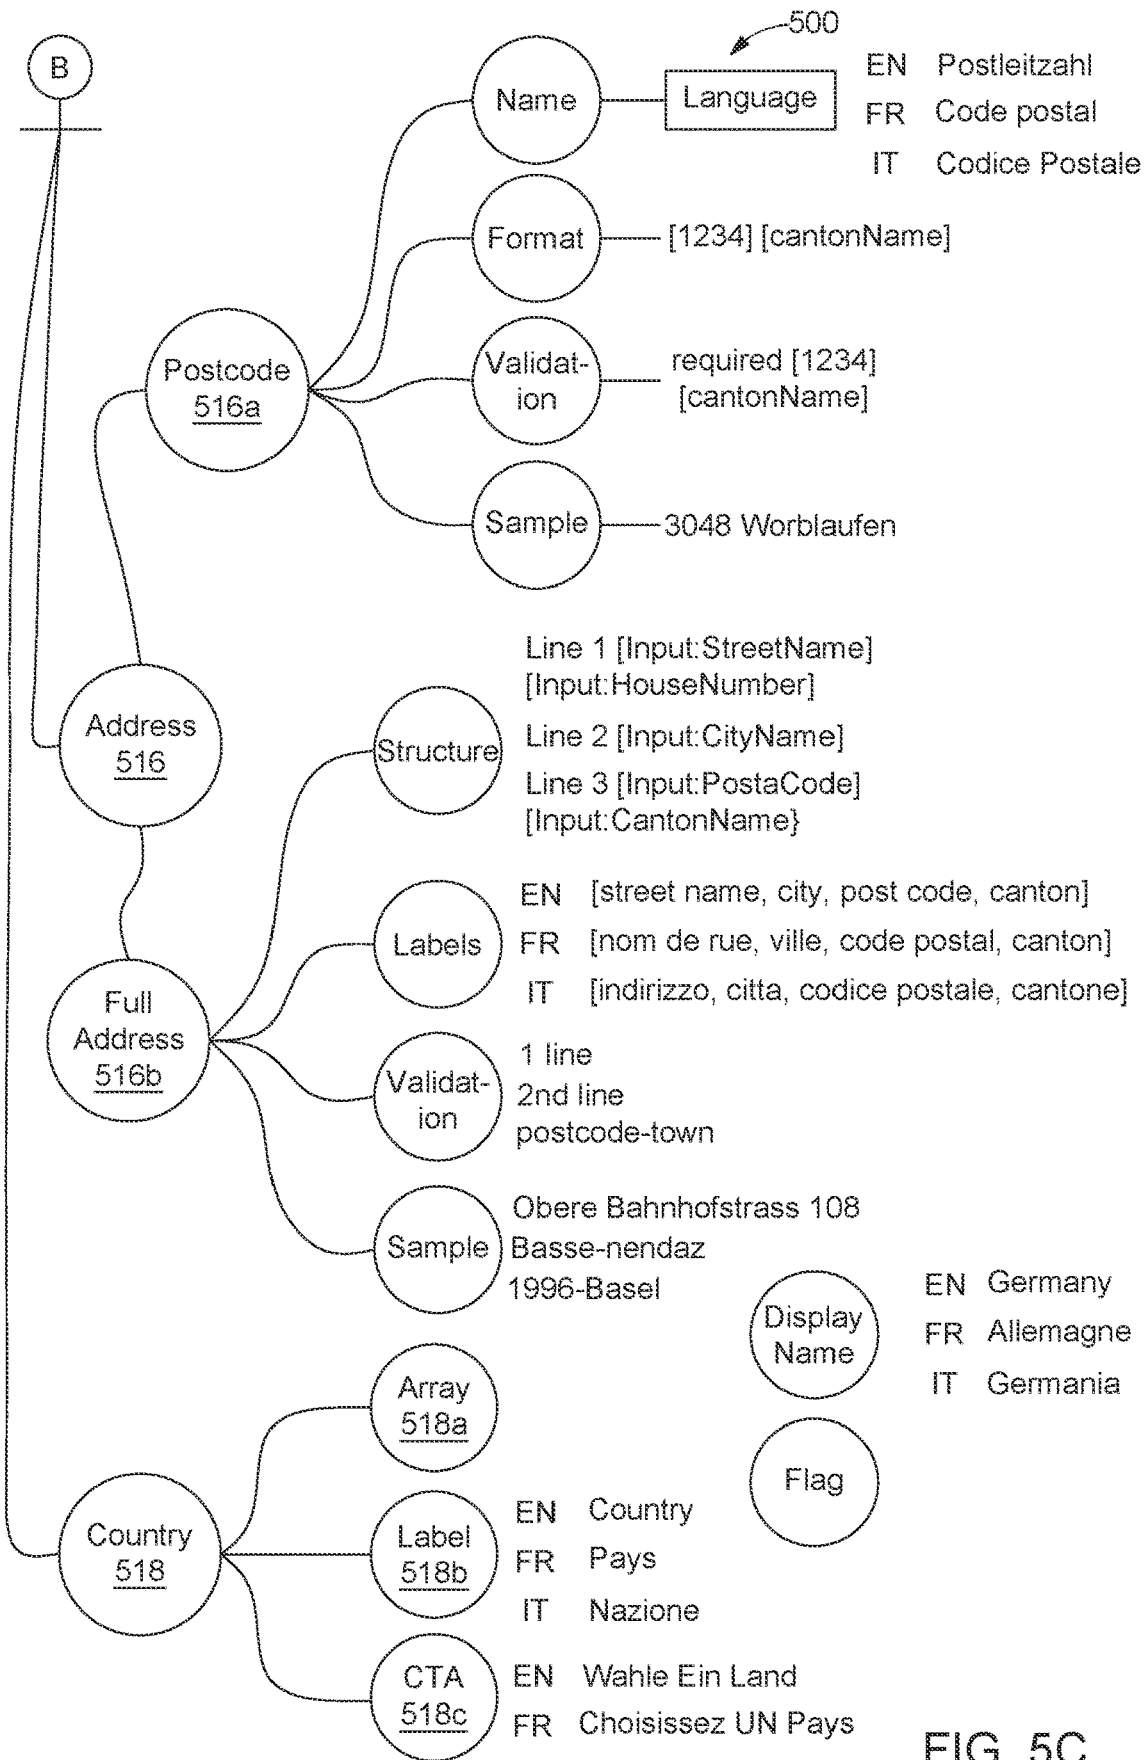 B
500
Name
Language
EN Postleitzahl
FR Code postal
IT Codice Postale
Format
[1234] [cantonName]
Postcode
516a
Validat-
ion
required [1234]
[cantonName]
Sample
3048 Worblaufen
Address
516
Structure
Line 1 [Input:StreetName]
[Input:HouseNumber]
Line 2 [Input:CityName]
Line 3 [Input:PostaCode]
[Input:CantonName}
Labels
EN [street name, city, post code, canton]
FR [nom de rue, ville, code postal, canton]
IT [indirizzo, citta, codice postale, cantone]
Full
Address
516b
Validat-
ion
1 line
2nd line
postcode-town
Sample
Obere Bahnhofstrass 108
Basse-nendaz
1996-Basel
Display
Name
EN Germany
FR Allemagne
IT Germania
Flag
Array
518a
Country
518
Label
518b
EN Country
FR Pays
IT Nazione
CTA
518c
EN Wahle Ein Land
FR Choisissez UN Pays
FIG. 5C